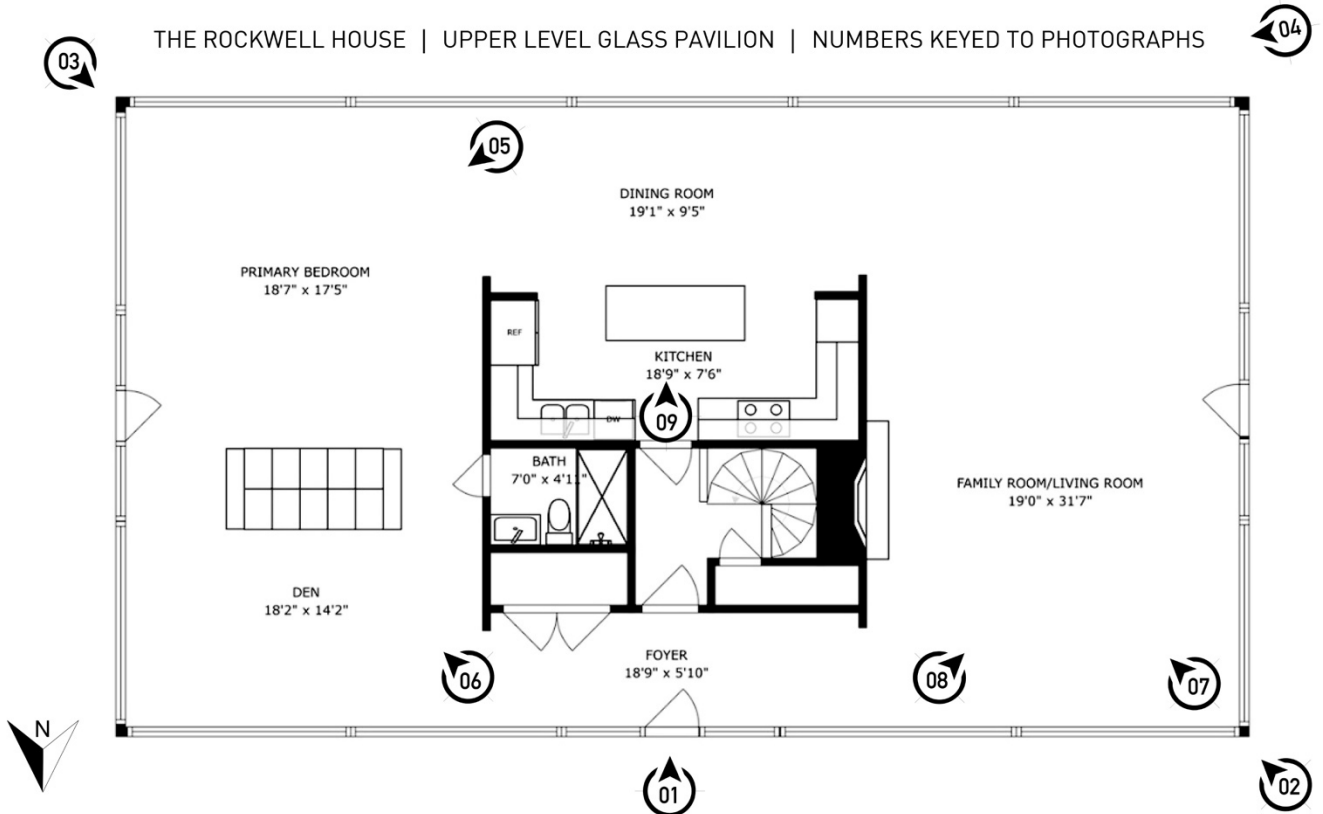 THE ROCKWELL HOUSE | UPPER LEVEL GLASS PAVILION | NUMBERS KEYED TO PHOTOGRAPHS
04
03
05
DINING ROOM
19'1" x 9'5"
PRIMARY BEDROOM
18'7" x 17'5"
REF
KITCHEN
18'9" x 7'6"
DW
09
BATH
7'0" x 4'11"
FAMILY ROOM/LIVING ROOM
19'0" x 31'7"
DEN
18'2" x 14'2"
FOYER
18'9" x 5'10"
06
08
07
N
01
02